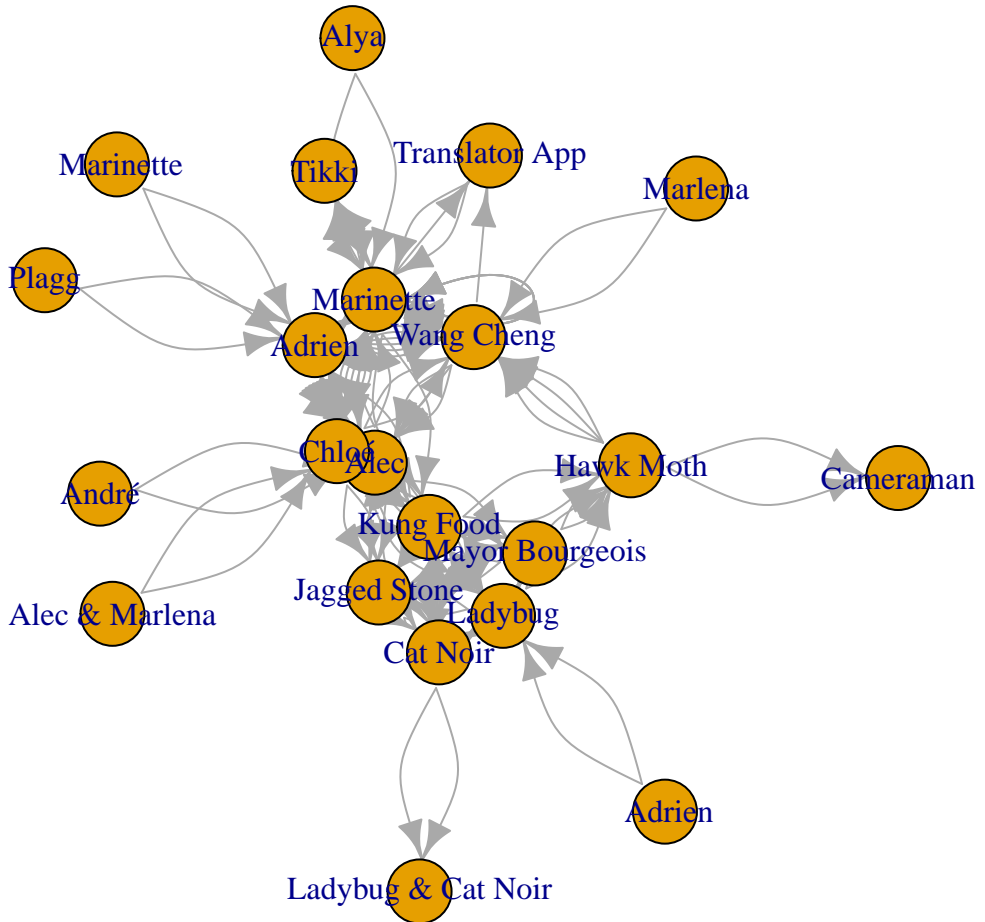 Alya
Marinette
Tikki
Translator App
Marlena
Plagg
Marinette
Adrien
Wang Cheng
Chloé
Alec
Hawk Moth
Cameraman
André
Kung Food
Mayor Bourgeois
Jagged Stone
Ladybug
Alec & Marlena
Cat Noir
Adrien
Ladybug & Cat Noir